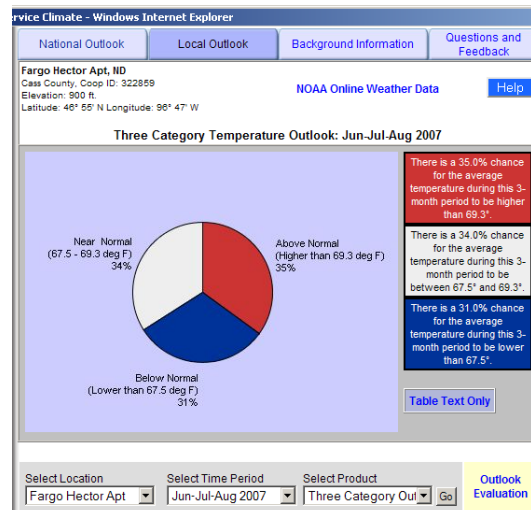 rvice Climate - Windows Internet Explorer
National Outlook
Local Outlook
Background Information
Questions and
Feedback
Fargo Hector Apt, ND
Cass County, Coop ID: 322859
Elevation: 900 ft.
Latitude: 46° 55' N Longitude: 96° 47' W
NOAA Online Weather Data
Help
Three Category Temperature Outlook: Jun-Jul-Aug 2007
Near Normal
(67.5 - 69.3 deg F)
34%
Above Normal
(Higher than 69.3 deg F)
35%
Below Normal
(Lower than 67.5 deg F)
31%
There is a 35.0% chance
for the average
temperature during this 3-
month period to be higher
than 69.3°.
There is a 34.0% chance
for the average
temperature during this 3-
month period to be
between 67.5° and 69.3°.
There is a 31.0% chance
for the average
temperature during this 3-
month period to be lower
than 67.5°.
Table Text Only
Select Location
Select Time Period
Select Product
Fargo Hector Apt
Jun-Jul-Aug 2007
Three Category Out
Go
Outlook
Evaluation